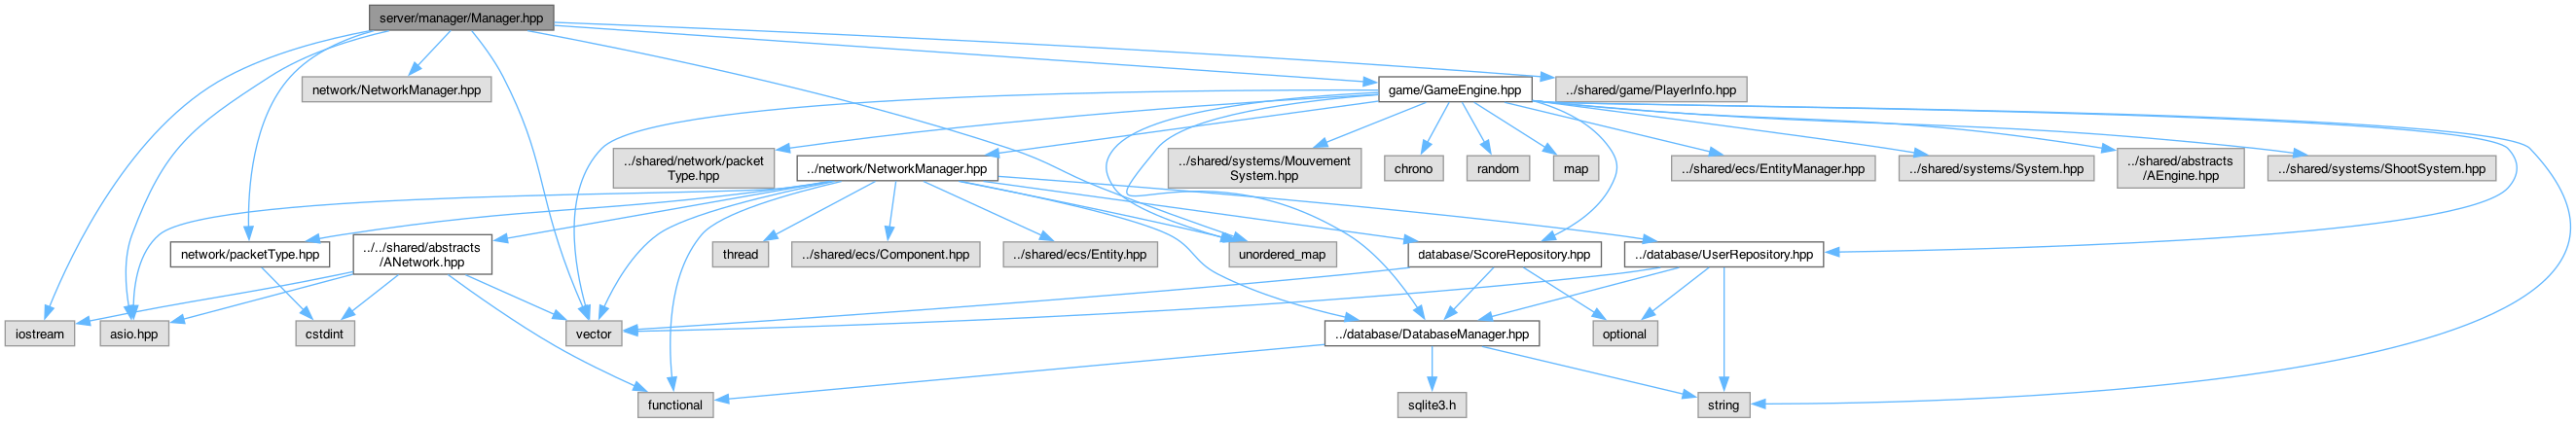 server/manager/Manager.hpp
network/NetworkManager.hpp
game/GameEngine.hpp
../shared/game/PlayerInfo.hpp
../shared/network/packet
Type.hpp
../network/NetworkManager.hpp
../shared/systems/Mouvement
System.hpp
chrono
random
map
../shared/ecs/EntityManager.hpp
../shared/systems/System.hpp
../shared/abstracts
/AEngine.hpp
../shared/systems/ShootSystem.hpp
network/packetType.hpp
../../shared/abstracts
/ANetwork.hpp
thread
../shared/ecs/Component.hpp
../shared/ecs/Entity.hpp
unordered_map
database/ScoreRepository.hpp
../database/UserRepository.hpp
iostream
asio.hpp
cstdint
vector
../database/DatabaseManager.hpp
optional
functional
sqlite3.h
string